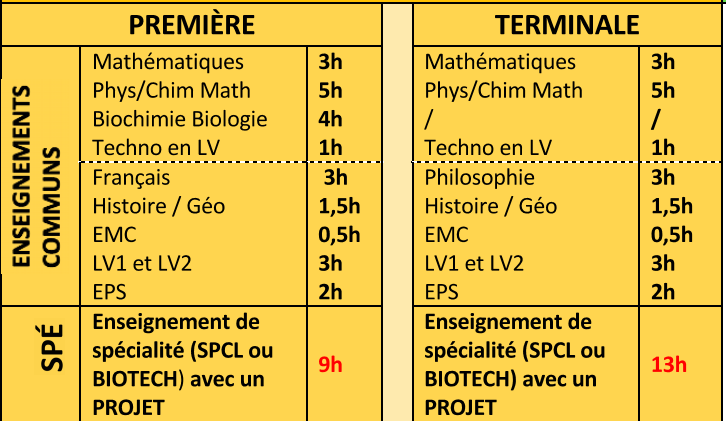 PREMIÈRE
TERMINALE
ENSEIGNEMENTS
COMMUNS
Mathématiques 3h
Phys/Chim Math 5h
Biochimie Biologie 4h
Techno en LV 1h
Français 3h
Histoire / Géo 1,5h
EMC 0,5h
LV1 et LV2 3h
EPS 2h
Mathématiques 3h
Phys/Chim Math 5h
/ /
Techno en LV 1h
Philosophie 3h
Histoire / Géo 1,5h
EMC 0,5h
LV1 et LV2 3h
EPS 2h
SPÉ
Enseignement de
spécialité (SPCL ou
BIOTECH) avec un
PROJET
9h
Enseignement de
spécialité (SPCL ou
BIOTECH) avec un
PROJET
13h